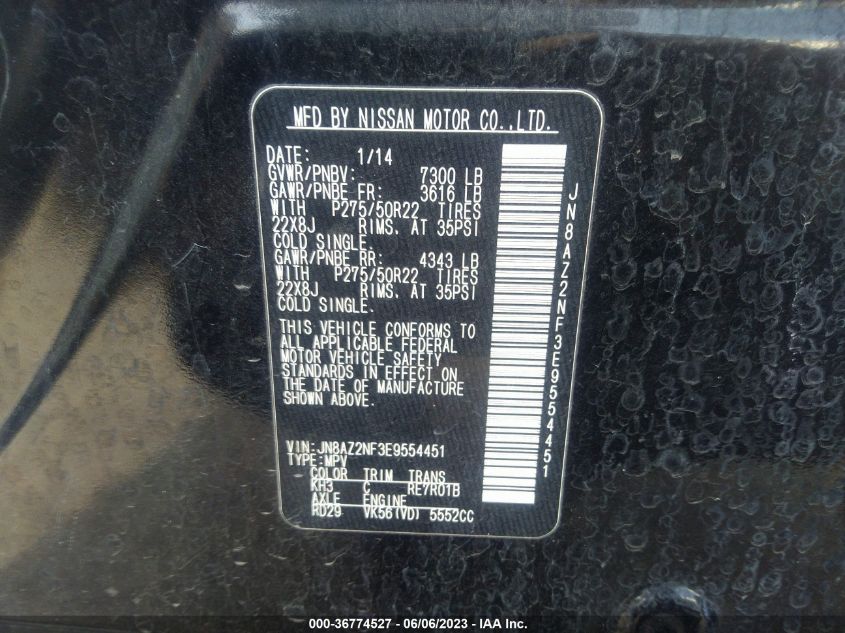 MFD BY NISSAN MOTOR CO.,LTD.
DATE: 1/14
GVWR/PNBV: 7300 LB
GAWR/PNBE FR: 3616 LB
WITH P275/50R22 TIRES
22X8J RIMS. AT 35PSI
COLD SINGLE.
GAWR/PNBE RR: 4343 LB
WITH P275/50R22 TIRES
22X8J RIMS. AT 35PSI
COLD SINGLE.
THIS VEHICLE CONFORMS TO
ALL APPLICABLE FEDERAL
MOTOR VEHICLE SAFETY
STANDARDS IN EFFECT ON
THE DATE OF MANUFACTURE
SHOWN ABOVE.
VIN:JN8AZ2NF3E9554451
TYPE:MPV
COLOR TRIM TRANS
KH3 C RE7R01B
AXLE ENGINE
RD29 VK56(VD) 5552CC
JN8AZ2NF3E9554451
000-36774527 - 06/06/2023 - IAA Inc.